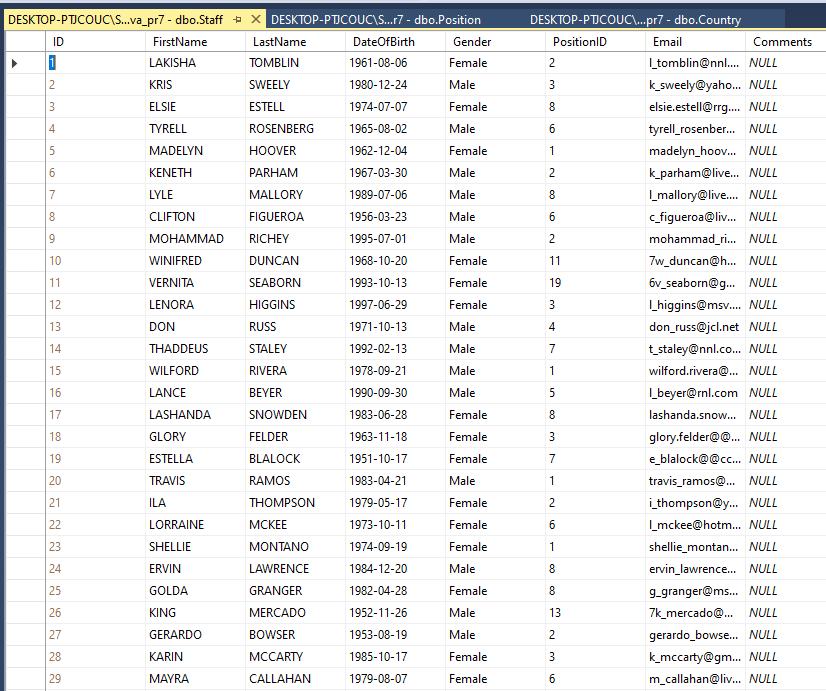 DESKTOP-PTJCOUC\S...va_pr7 - dbo.Staff DESKTOP-PTJCOUC\S...r7 - dbo.Position DESKTOP-PTJCOUC\...pr7 - dbo.Country
ID FirstName LastName DateOfBirth Gender PositionID Email Comments
1 LAKISHA TOMBLIN 1961-08-06 Female 2 l_tomblin@nnl.... NULL
2 KRIS SWEELY 1980-12-24 Male 3 k_sweely@yaho... NULL
3 ELSIE ESTELL 1974-07-07 Female 8 elsie.estell@rrg.... NULL
4 TYRELL ROSENBERG 1965-08-02 Male 6 tyrell_rosenber... NULL
5 MADELYN HOOVER 1962-12-04 Female 1 madelyn_hoov... NULL
6 KENETH PARHAM 1967-03-30 Male 2 k_parham@live... NULL
7 LYLE MALLORY 1989-07-06 Male 8 l_mallory@live.... NULL
8 CLIFTON FIGUEROA 1956-03-23 Male 6 c_figueroa@liv... NULL
9 MOHAMMAD RICHEY 1995-07-01 Male 2 mohammad_ri... NULL
10 WINIFRED DUNCAN 1968-10-20 Female 11 7w_duncan@h... NULL
11 VERNITA SEABORN 1993-10-13 Female 19 6v_seaborn@g... NULL
12 LENORA HIGGINS 1997-06-29 Female 3 l_higgins@msv.... NULL
13 DON RUSS 1971-10-13 Male 4 don_russ@jcl.net NULL
14 THADDEUS STALEY 1992-02-13 Male 7 t_staley@nnl.co... NULL
15 WILFORD RIVERA 1978-09-21 Male 1 wilford.rivera@... NULL
16 LANCE BEYER 1990-09-30 Male 5 l_beyer@rnl.com NULL
17 LASHANDA SNOWDEN 1983-06-28 Female 8 lashanda.snow... NULL
18 GLORY FELDER 1963-11-18 Female 3 glory.felder@@... NULL
19 ESTELLA BLALOCK 1951-10-17 Female 7 e_blalock@@cc... NULL
20 TRAVIS RAMOS 1983-04-21 Male 1 travis_ramos@... NULL
21 ILA THOMPSON 1979-05-17 Female 2 i_thompson@y... NULL
22 LORRAINE MCKEE 1973-10-11 Female 6 l_mckee@hotm... NULL
23 SHELLIE MONTANO 1974-09-19 Female 1 shellie_montan... NULL
24 ERVIN LAWRENCE 1984-12-20 Male 8 ervin_lawrence... NULL
25 GOLDA GRANGER 1982-04-28 Female 8 g_granger@ms... NULL
26 KING MERCADO 1952-11-26 Male 13 7k_mercado@... NULL
27 GERARDO BOWSER 1953-08-19 Male 2 gerardo_bowse... NULL
28 KARIN MCCARTY 1985-10-17 Female 3 k_mccarty@gm... NULL
29 MAYRA CALLAHAN 1979-08-07 Female 6 m_callahan@liv... NULL